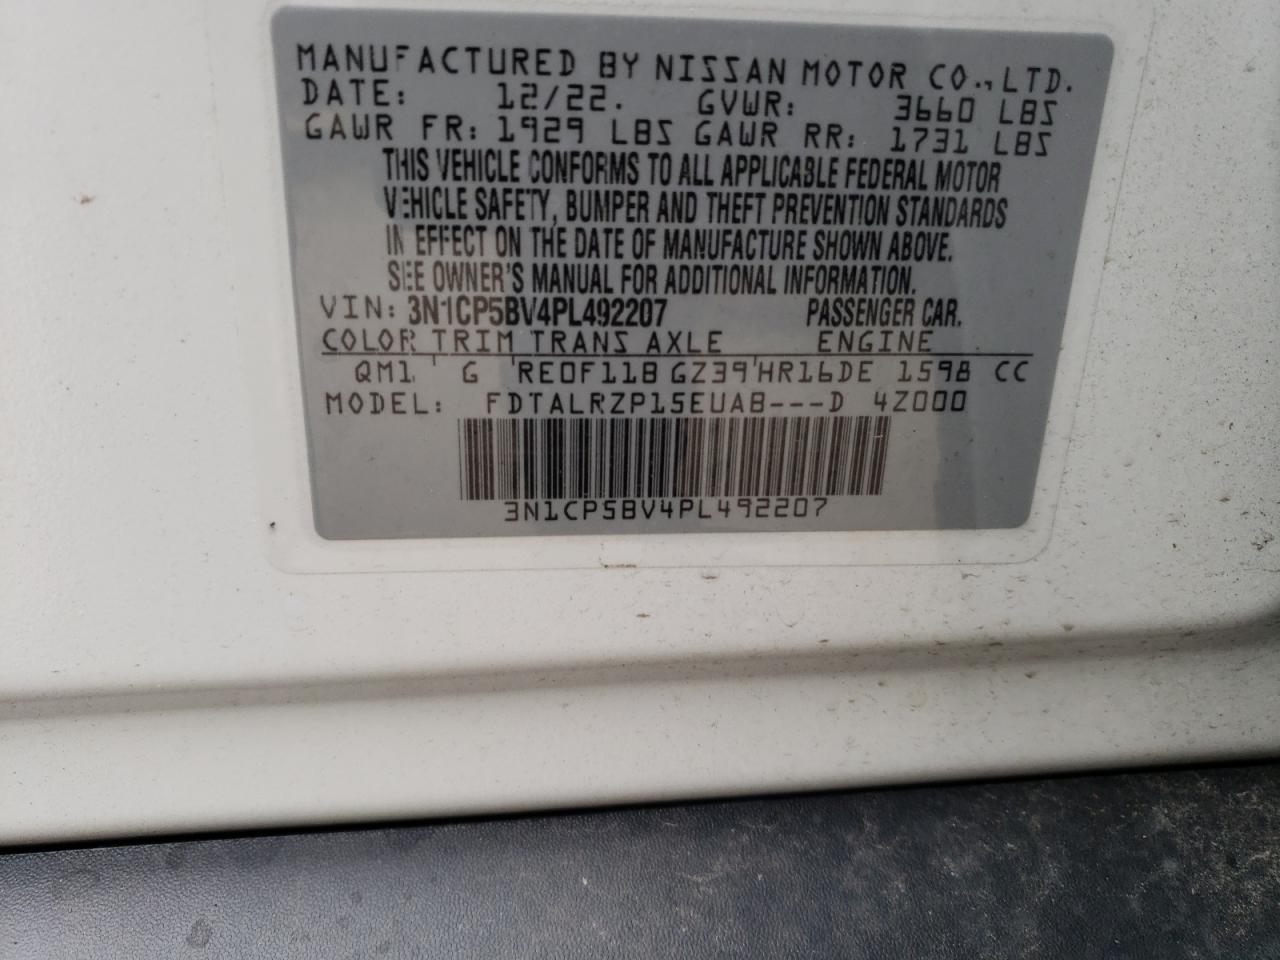 MANUFACTURED BY NISSAN MOTOR CO., LTD.
DATE: 12/22. GVWR: 3660 LBS
GAWR FR: 1929 LBS GAWR RR: 1731 LBS
THIS VEHICLE CONFORMS TO ALL APPLICABLE FEDERAL MOTOR
VEHICLE SAFETY, BUMPER AND THEFT PREVENTION STANDARDS
IN EFFECT ON THE DATE OF MANUFACTURE SHOWN ABOVE.
SEE OWNER'S MANUAL FOR ADDITIONAL INFORMATION.
VIN: 3N1CP5BV4PL492207 PASSENGER CAR.
COLOR TRIM TRANS AXLE ENGINE
QM1 G RE0F11B GZ39 HR16DE 1598 CC
MODEL: FDTALRZP15EUAB---D 4Z000
3N1CP5BV4PL492207